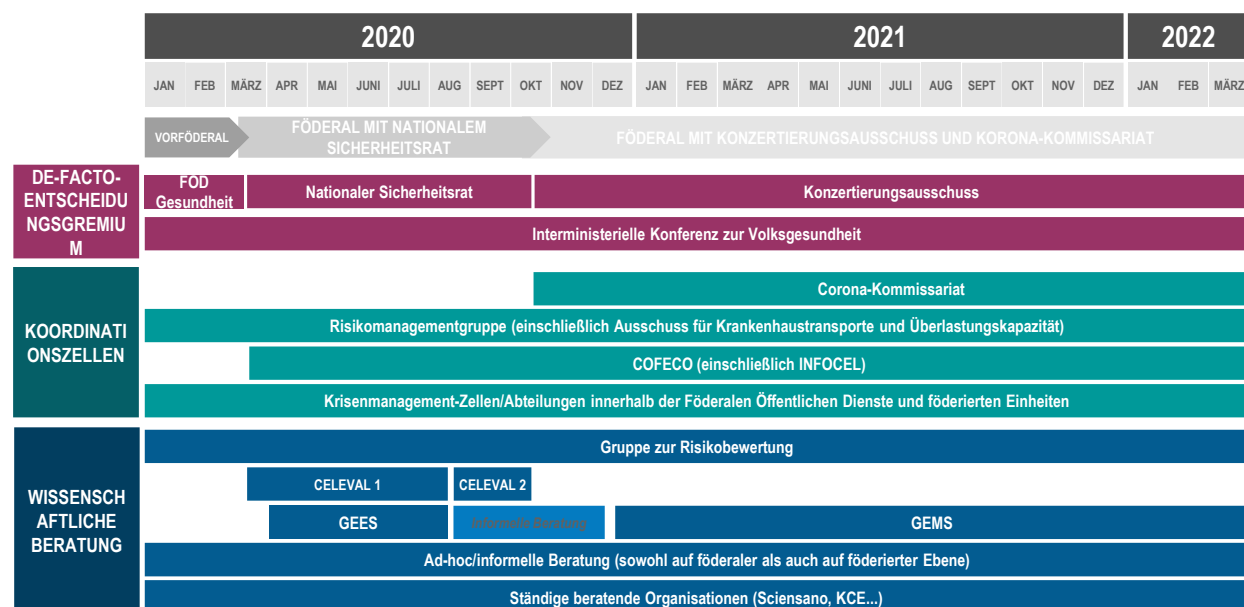 2020 2021 2022
JAN FEB MÄRZ APR MAI JUNI JULI AUG SEPT OKT NOV DEZ JAN FEB MÄRZ APR MAI JUNI JULI AUG SEPT OKT NOV DEZ JAN FEB MÄRZ
VORFÖDERAL
FÖDERAL MIT NATIONALEM
SICHERHEITSRAT
FÖDERAL MIT KONZERTIERUNGSAUSSCHUSS UND KORONA-KOMMISSARIAT
DE-FACTO-
ENTSCHEIDU
NGSGREMIU
M
FÖD
Gesundheit
Nationaler Sicherheitsrat
Konzertierungsausschuss
Interministerielle Konferenz zur Volksgesundheit
KOORDINATI
ONSZELLEN
Corona-Kommissariat
Risikomanagementgruppe (einschließlich Ausschuss für Krankenhaustransporte und Überlastungskapazität)
COFECO (einschließlich INFOCEL)
Krisenmanagement-Zellen/Abteilungen innerhalb der Föderalen Öffentlichen Dienste und föderierten Einheiten
WISSENSCH
AFTLICHE
BERATUNG
Gruppe zur Risikobewertung
CELEVAL 1
CELEVAL 2
GEES
Informelle Beratung
GEMS
Ad-hoc/informelle Beratung (sowohl auf föderaler als auch auf föderierter Ebene)
Ständige beratende Organisationen (Sciensano, KCE...)